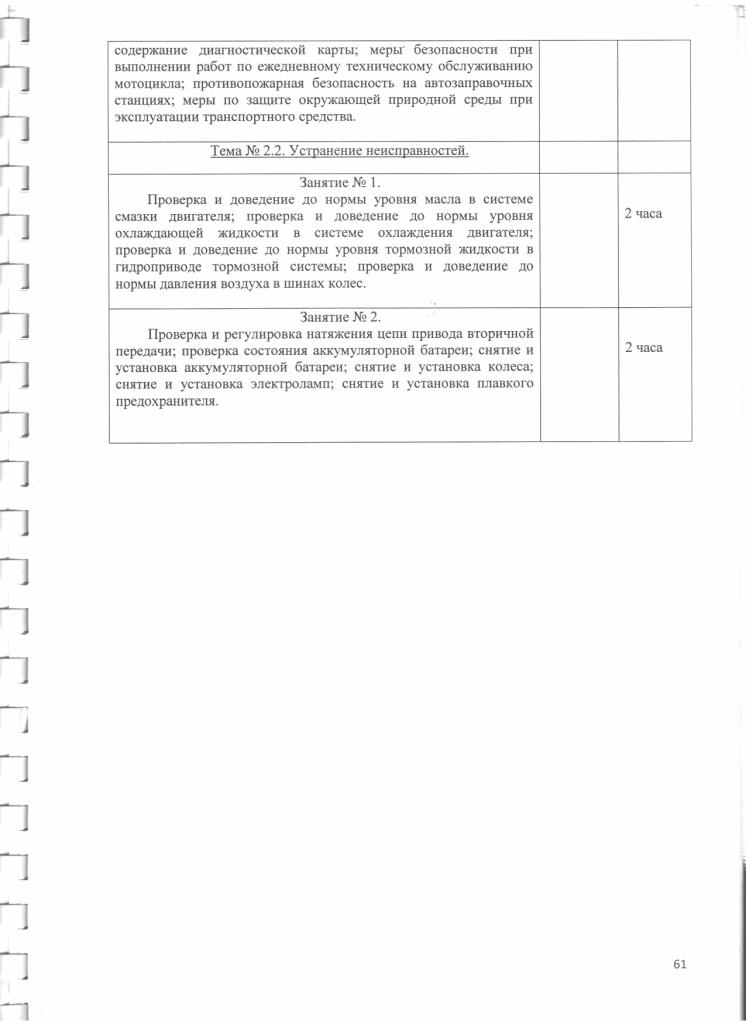 содержание диагностической карты; меры безопасности при
выполнении работ по ежедневному техническому обслуживанию
мотоцикла; противопожарная безопасность на автозаправочных
станциях; меры по защите окружающей природной среды при
эксплуатации транспортного средства.
Тема № 2.2. Устранение неисправностей.
Занятие № 1.
Проверка и доведение до нормы уровня масла в системе
смазки двигателя; проверка и доведение до нормы уровня
охлаждающей жидкости в системе охлаждения двигателя;
проверка и доведение до нормы уровня тормозной жидкости в
гидроприводе тормозной системы; проверка и доведение до
нормы давления воздуха в шинах колес.
2 часа
Занятие № 2.
Проверка и регулировка натяжения цепи привода вторичной
передачи; проверка состояния аккумуляторной батареи; снятие и
установка аккумуляторной батареи; снятие и установка колеса;
снятие и установка электроламп; снятие и установка плавкого
предохранителя.
2 часа
61